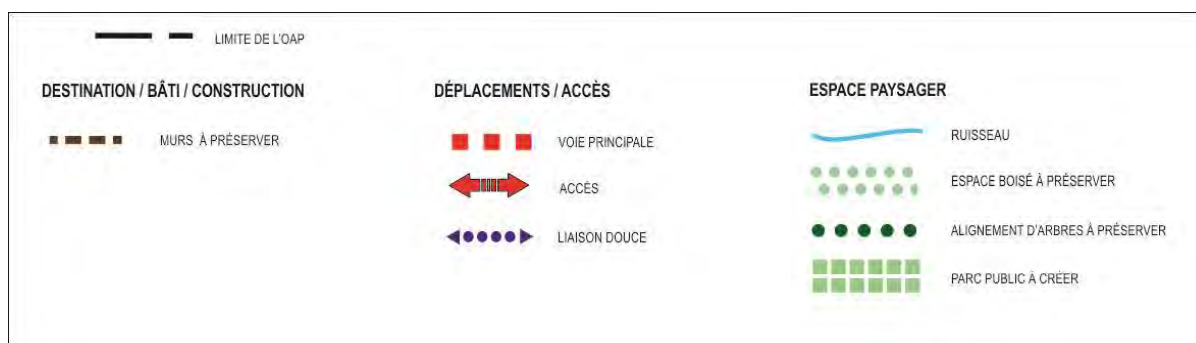 LIMITE DE L'OAP
DESTINATION / BÂTI / CONSTRUCTION
MURS À PRÉSERVER
DÉPLACEMENTS / ACCÈS
VOIE PRINCIPALE
ACCÈS
LIAISON DOUCE
ESPACE PAYSAGER
RUISSEAU
ESPACE BOISÉ À PRÉSERVER
ALIGNEMENT D'ARBRES À PRÉSERVER
PARC PUBLIC À CRÉER